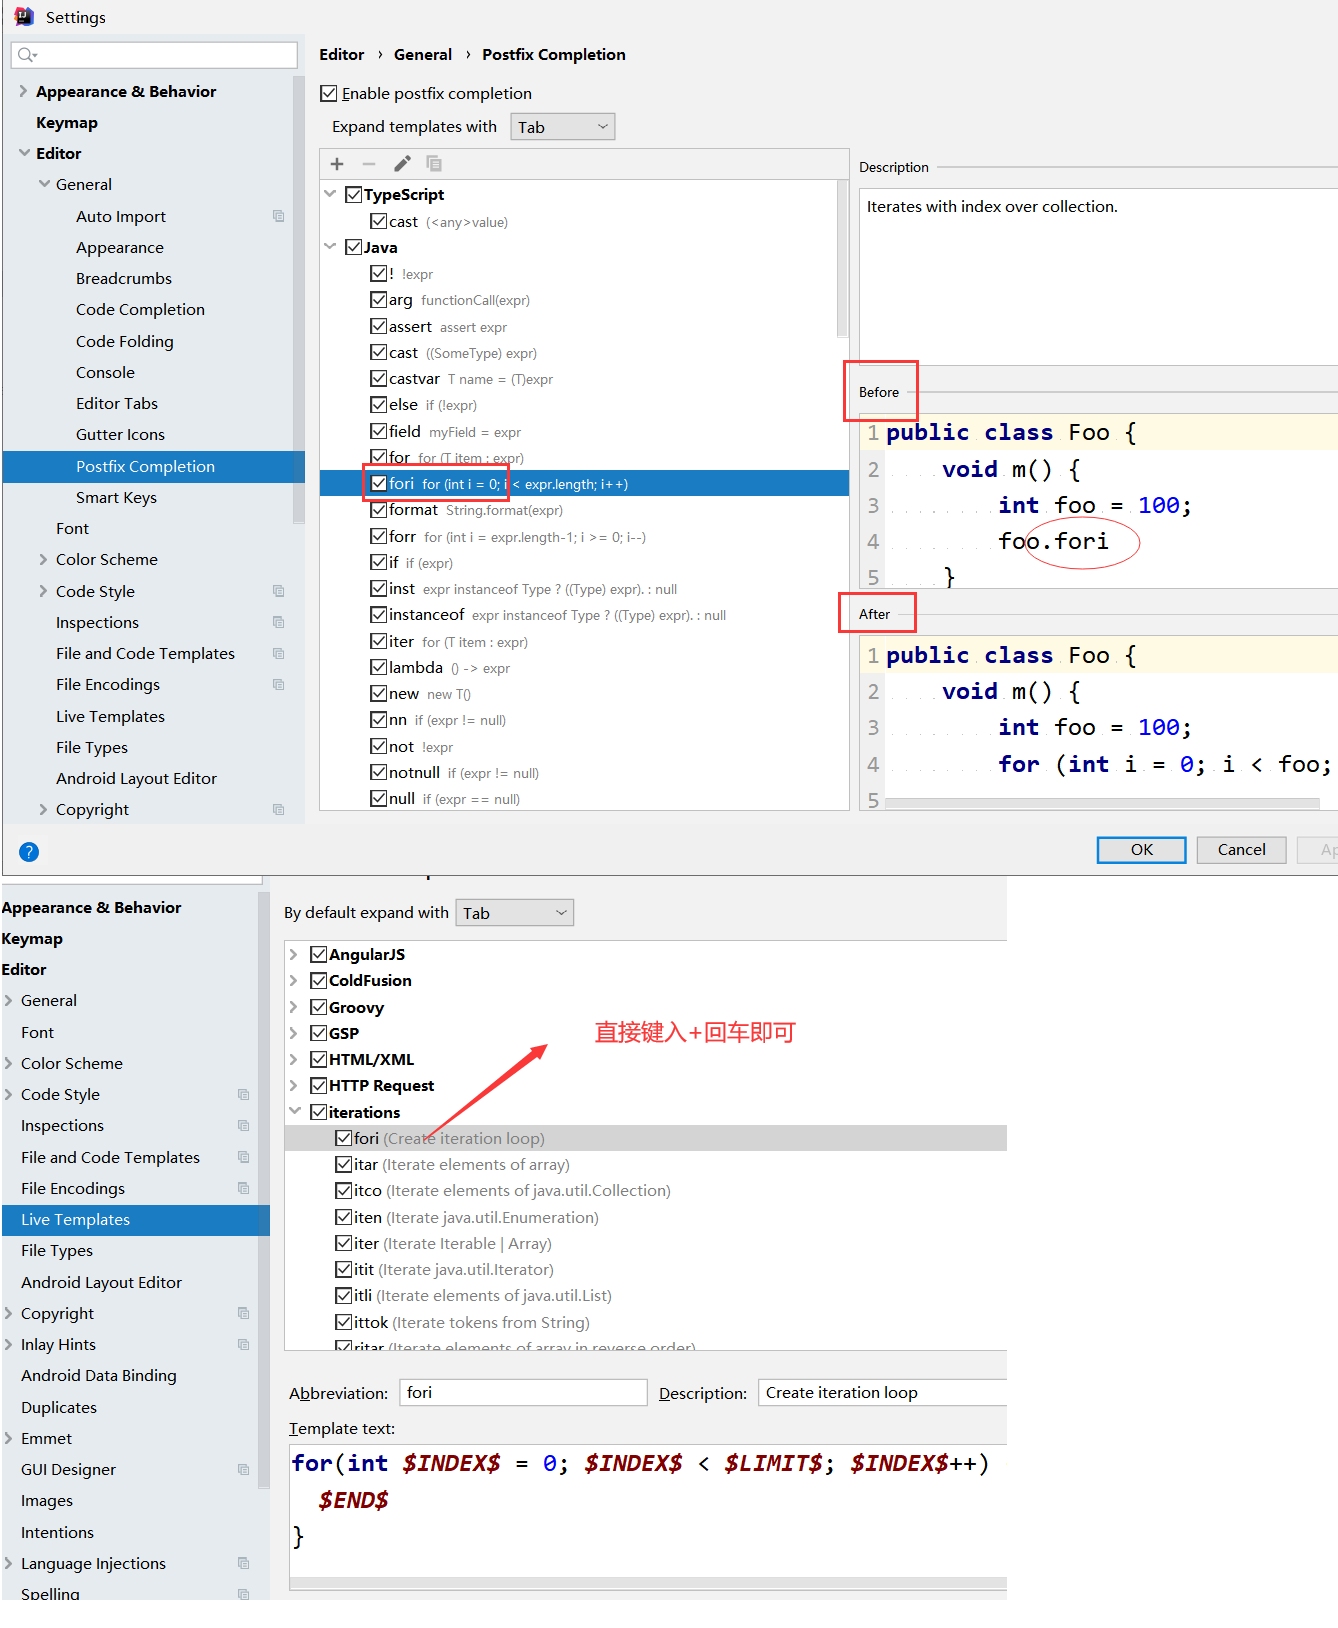 Settings
Appearance & Behavior
Keymap
Editor
General
Auto Import
Appearance
Breadcrumbs
Code Completion
Code Folding
Console
Editor Tabs
Gutter Icons
Postfix Completion
Smart Keys
Font
Color Scheme
Code Style
Inspections
File and Code Templates
File Encodings
Live Templates
File Types
Android Layout Editor
Copyright
Editor › General › Postfix Completion
Enable postfix completion
Expand templates with Tab
TypeScript
cast (<any>value)
Java
! !expr
arg functionCall(expr)
assert assert expr
cast ((SomeType) expr)
castvar T name = (T)expr
else if (!expr)
field myField = expr
for for (T item : expr)
fori for (int i = 0; i < expr.length; i++)
format String.format(expr)
forr for (int i = expr.length-1; i >= 0; i--)
if if (expr)
inst expr instanceof Type ? ((Type) expr). : null
instanceof expr instanceof Type ? ((Type) expr). : null
iter for (T item : expr)
lambda () -> expr
new new T()
nn if (expr != null)
not !expr
notnull if (expr != null)
null if (expr == null)
Description
Iterates with index over collection.
Before
1 public class Foo {
2 void m() {
3 int foo = 100;
4 foo.fori
5 }
After
1 public class Foo {
2 void m() {
3 int foo = 100;
4 for (int i = 0; i < foo;
5
?
OK
Cancel
Ap
Appearance & Behavior
Keymap
Editor
General
Font
Color Scheme
Code Style
Inspections
File and Code Templates
File Encodings
Live Templates
File Types
Android Layout Editor
Copyright
Inlay Hints
Android Data Binding
Duplicates
Emmet
GUI Designer
Images
Intentions
Language Injections
Spelling
By default expand with Tab
AngularJS
ColdFusion
Groovy
GSP
HTML/XML
HTTP Request
iterations
直接键入+回车即可
fori (Create iteration loop)
itar (Iterate elements of array)
itco (Iterate elements of java.util.Collection)
iten (Iterate java.util.Enumeration)
iter (Iterate Iterable | Array)
itit (Iterate java.util.Iterator)
itli (Iterate elements of java.util.List)
ittok (Iterate tokens from String)
ritar (Iterate elements of array in reverse order)
Abbreviation: fori Description: Create iteration loop
Template text:
for(int $INDEX$ = 0; $INDEX$ < $LIMIT$; $INDEX$++)
$END$
}